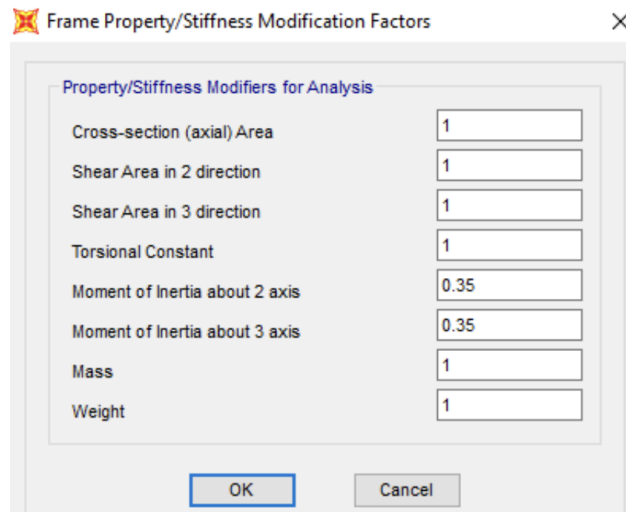 Frame Property/Stiffness Modification Factors
Property/Stiffness Modifiers for Analysis
Cross-section (axial) Area 1
Shear Area in 2 direction 1
Shear Area in 3 direction 1
Torsional Constant 1
Moment of Inertia about 2 axis 0.35
Moment of Inertia about 3 axis 0.35
Mass 1
Weight 1
OK Cancel